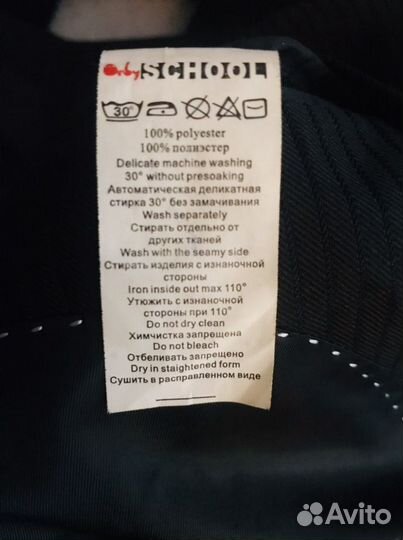 Orby SCHOOL
30°
100% polyester
100% полиэстер
Delicate machine washing
30° without presoaking
Автоматическая деликатная
стирка 30° без замачивания
Wash separately
Стирать отдельно от
других тканей
Wash with the seamy side
Стирать изделия с изнаночной
стороны
Iron inside out max 110°
Утюжить с изнаночной
стороны при 110°
Do not dry clean
Химчистка запрещена
Do not bleach
Отбеливать запрещено
Dry in staightened form
Сушить в расправленном виде
Avito